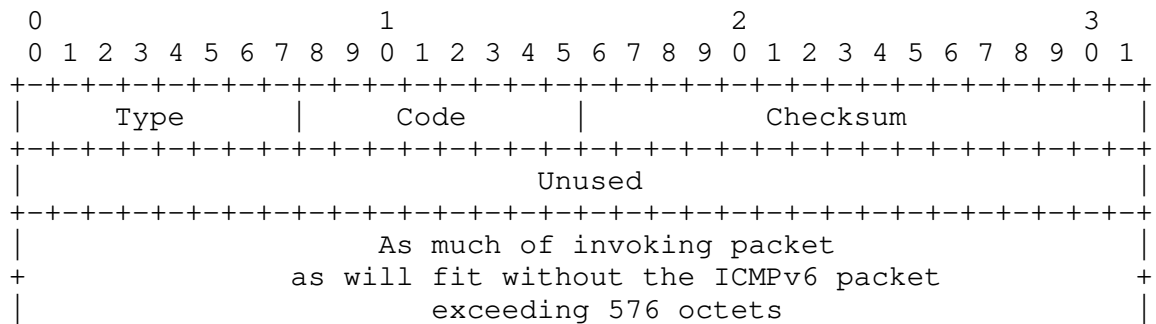 0                   1                   2                   3
 0 1 2 3 4 5 6 7 8 9 0 1 2 3 4 5 6 7 8 9 0 1 2 3 4 5 6 7 8 9 0 1
+-+-+-+-+-+-+-+-+-+-+-+-+-+-+-+-+-+-+-+-+-+-+-+-+-+-+-+-+-+-+-+-+
|     Type      |     Code      |          Checksum             |
+-+-+-+-+-+-+-+-+-+-+-+-+-+-+-+-+-+-+-+-+-+-+-+-+-+-+-+-+-+-+-+-+
|                             Unused                            |
+-+-+-+-+-+-+-+-+-+-+-+-+-+-+-+-+-+-+-+-+-+-+-+-+-+-+-+-+-+-+-+-+
|                    As much of invoking packet                 |
+               as will fit without the ICMPv6 packet           +
|                       exceeding 576 octets                    |